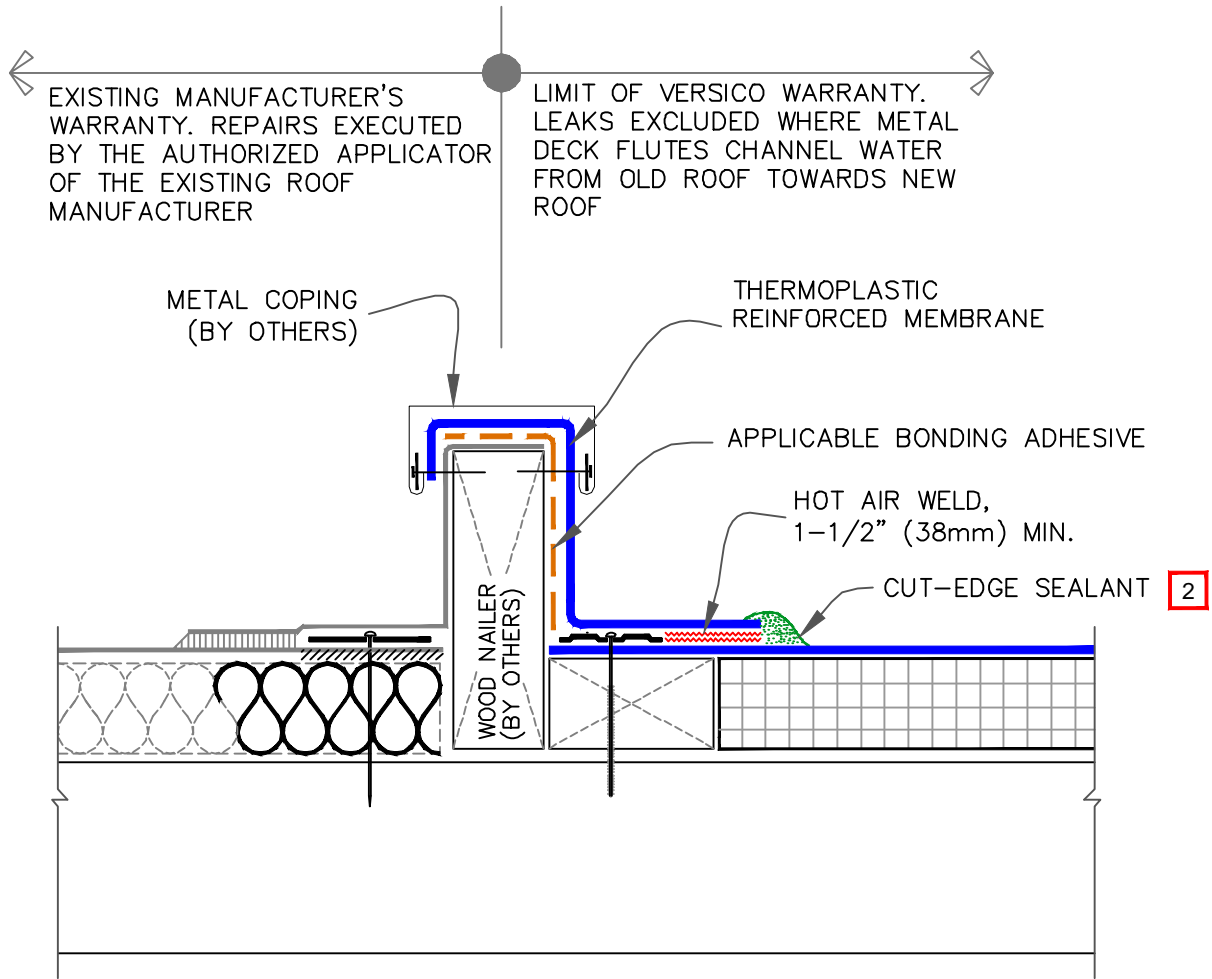 EXISTING MANUFACTURER'S
WARRANTY. REPAIRS EXECUTED
BY THE AUTHORIZED APPLICATOR
OF THE EXISTING ROOF
MANUFACTURER
LIMIT OF VERSICO WARRANTY.
LEAKS EXCLUDED WHERE METAL
DECK FLUTES CHANNEL WATER
FROM OLD ROOF TOWARDS NEW
ROOF
METAL COPING
(BY OTHERS)
THERMOPLASTIC
REINFORCED MEMBRANE
APPLICABLE BONDING ADHESIVE
HOT AIR WELD,
1-1/2" (38mm) MIN.
CUT-EDGE SEALANT 2
WOOD NAILER
(BY OTHERS)